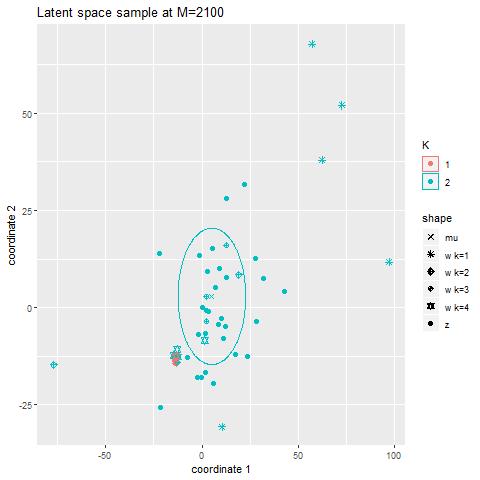 Latent space sample at M=2100
50
25
0
-25
coordinate 2
-50
0
50
100
coordinate 1
K
1
2
shape
mu
w k=1
w k=2
w k=3
w k=4
z